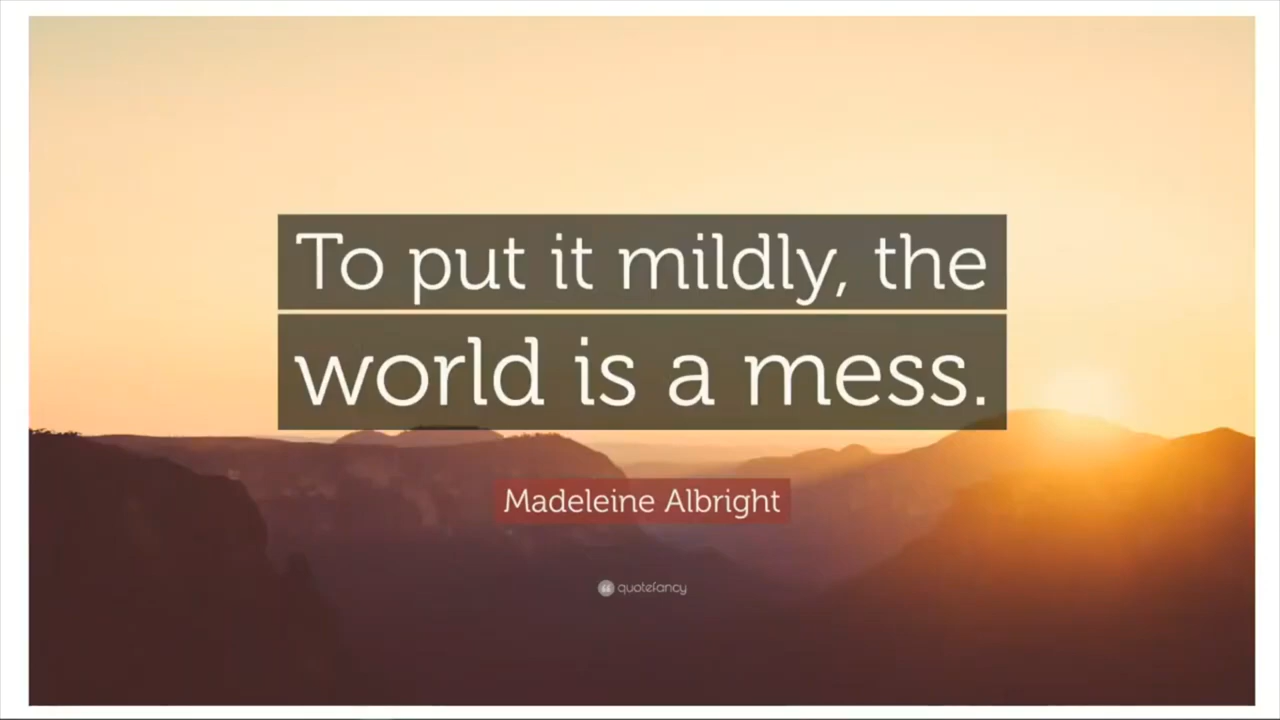 To put it mildly, the
world is a mess.
Madeleine Albright
quotefancy